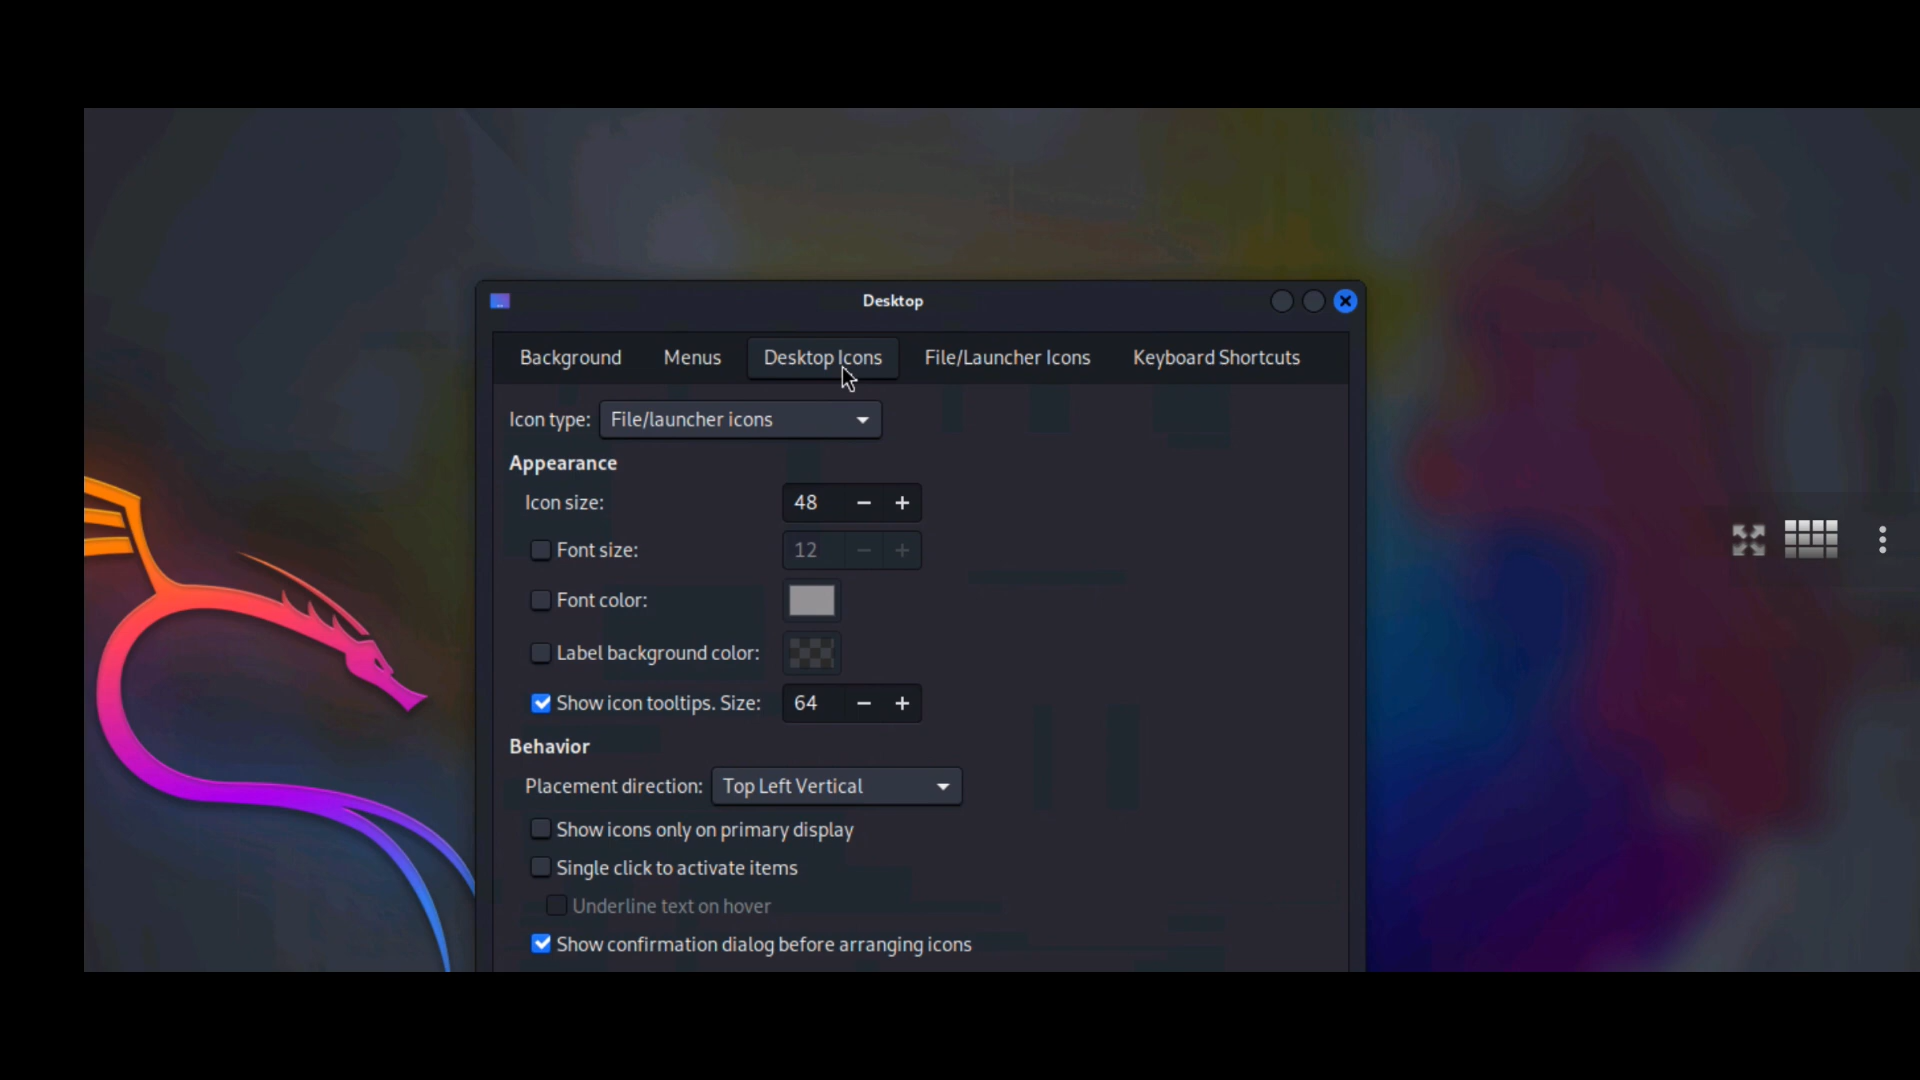 Desktop
Background Menus Desktop Icons File/Launcher Icons Keyboard Shortcuts
Icon type: File/launcher icons
Appearance
Icon size: 48
Font size: 12
Font color:
Label background color:
Show icon tooltips. Size: 64
Behavior
Placement direction: Top Left Vertical
Show icons only on primary display
Single click to activate items
Underline text on hover
Show confirmation dialog before arranging icons